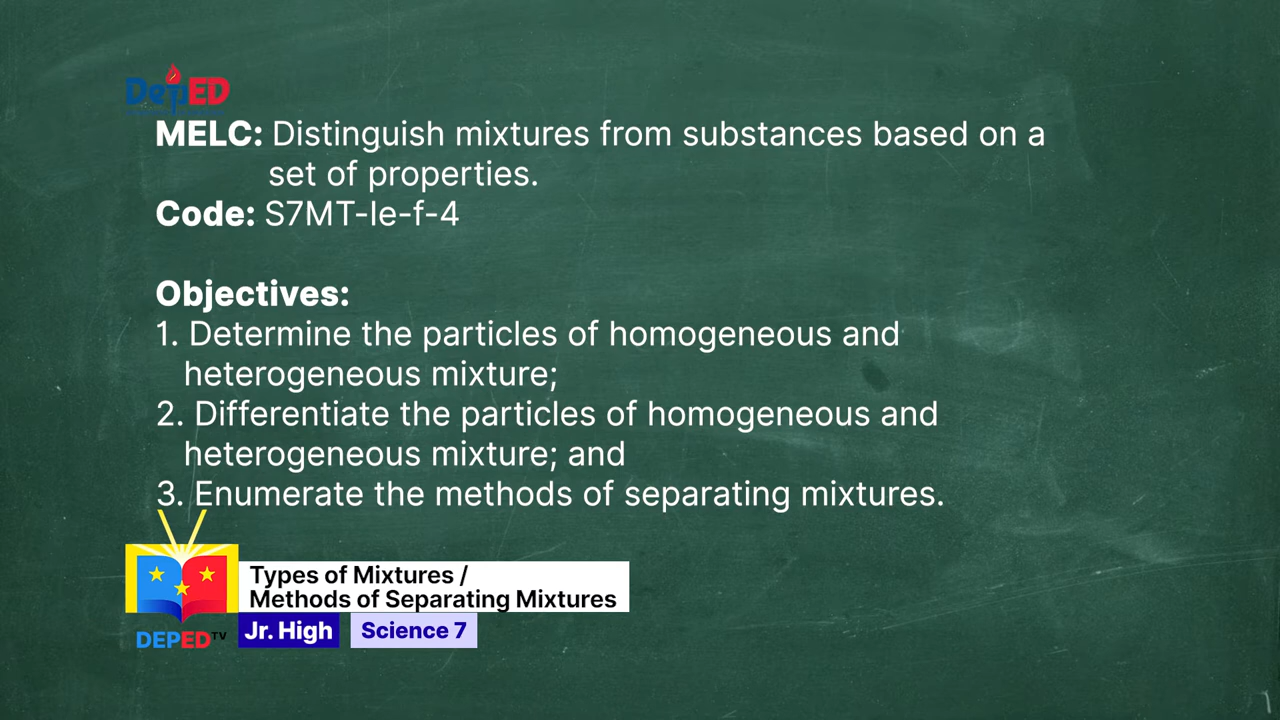 DepED
MELC: Distinguish mixtures from substances based on a
set of properties.
Code: S7MT-Ie-f-4
Objectives:
1. Determine the particles of homogeneous and
heterogeneous mixture;
2. Differentiate the particles of homogeneous and
heterogeneous mixture; and
3. Enumerate the methods of separating mixtures.
Types of Mixtures /
Methods of Separating Mixtures
DEPED TV
Jr. High
Science 7